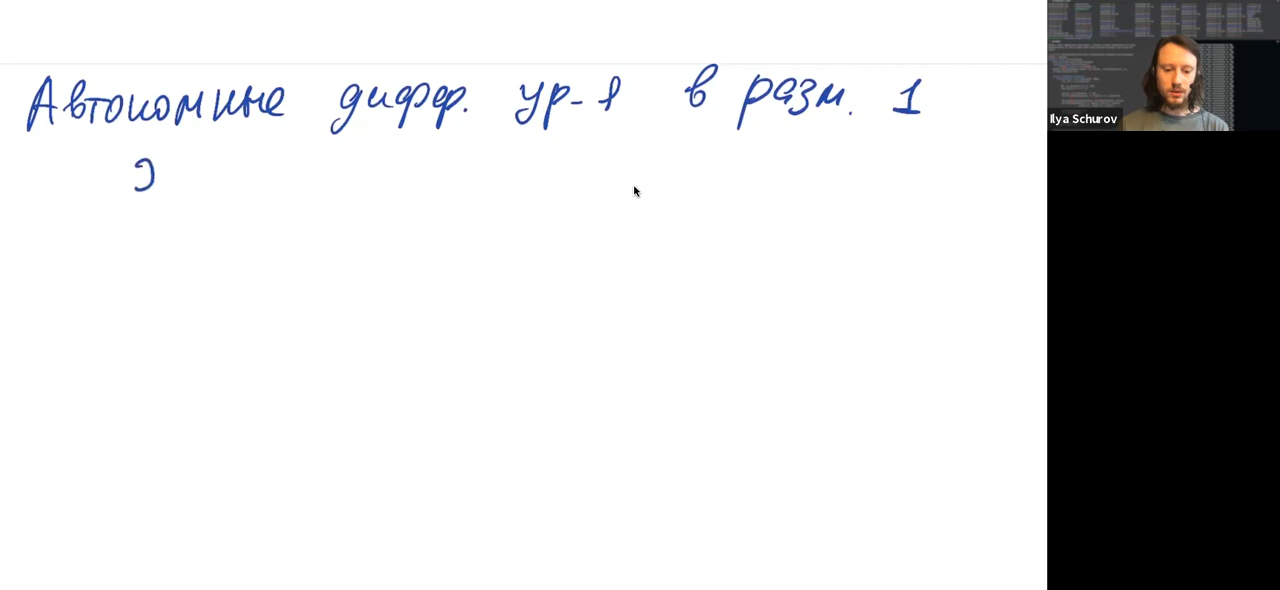 Автономные дифф. ур-я в разм. 1
Э
Ilya Schurov